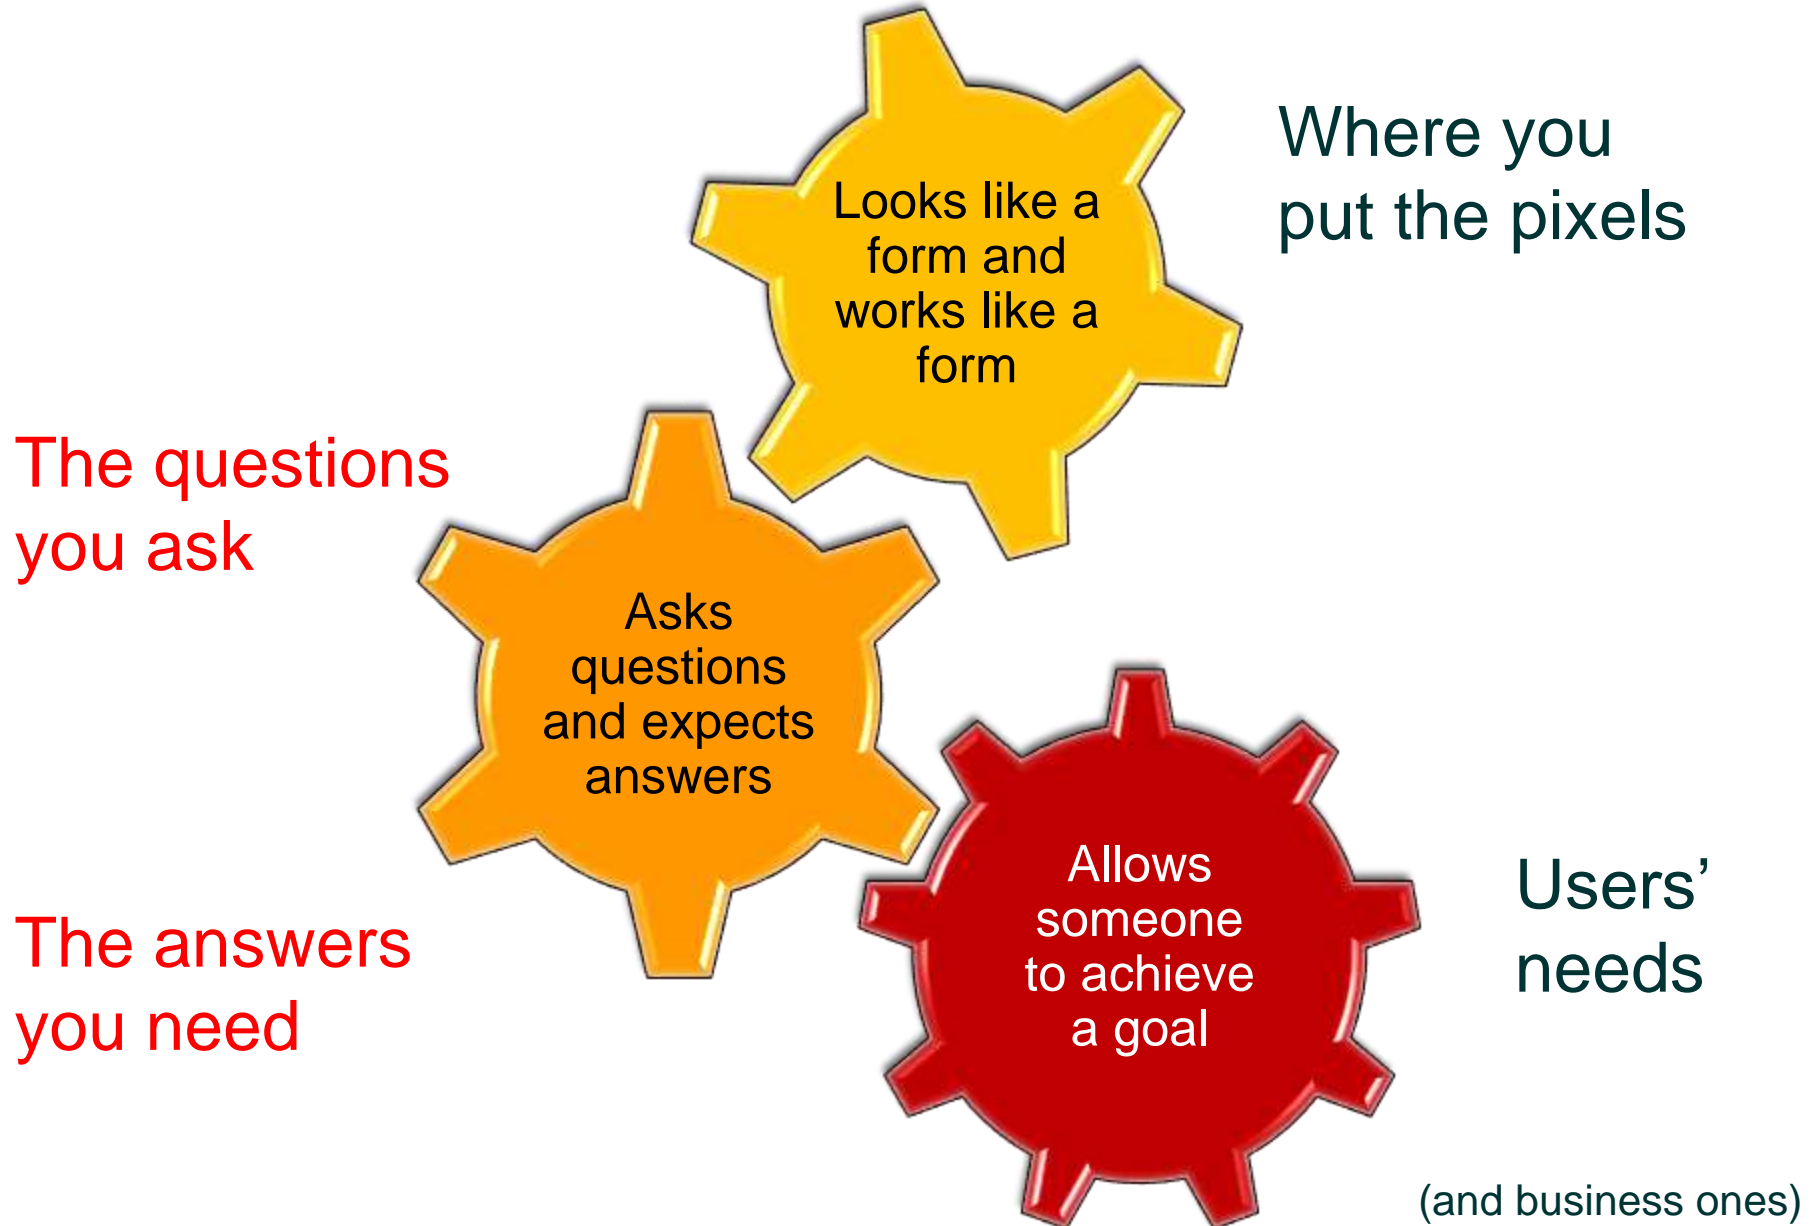 Looks like a
form and
works like a
form
Where you
put the pixels
The questions
you ask
Asks
questions
and expects
answers
The answers
you need
Allows
someone
to achieve
a goal
Users’
needs
(and business ones)